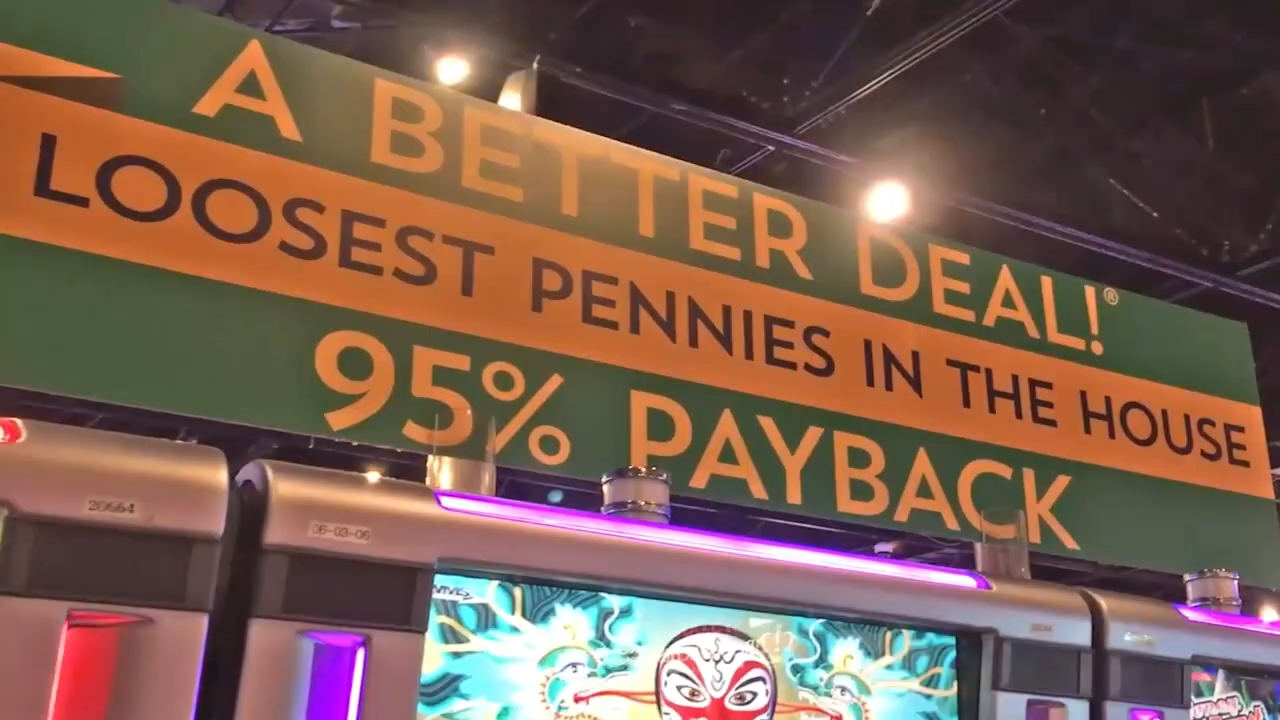 A BETTER DEAL!®
LOOSEST PENNIES IN THE HOUSE
95% PAYBACK
20664
06-03-06